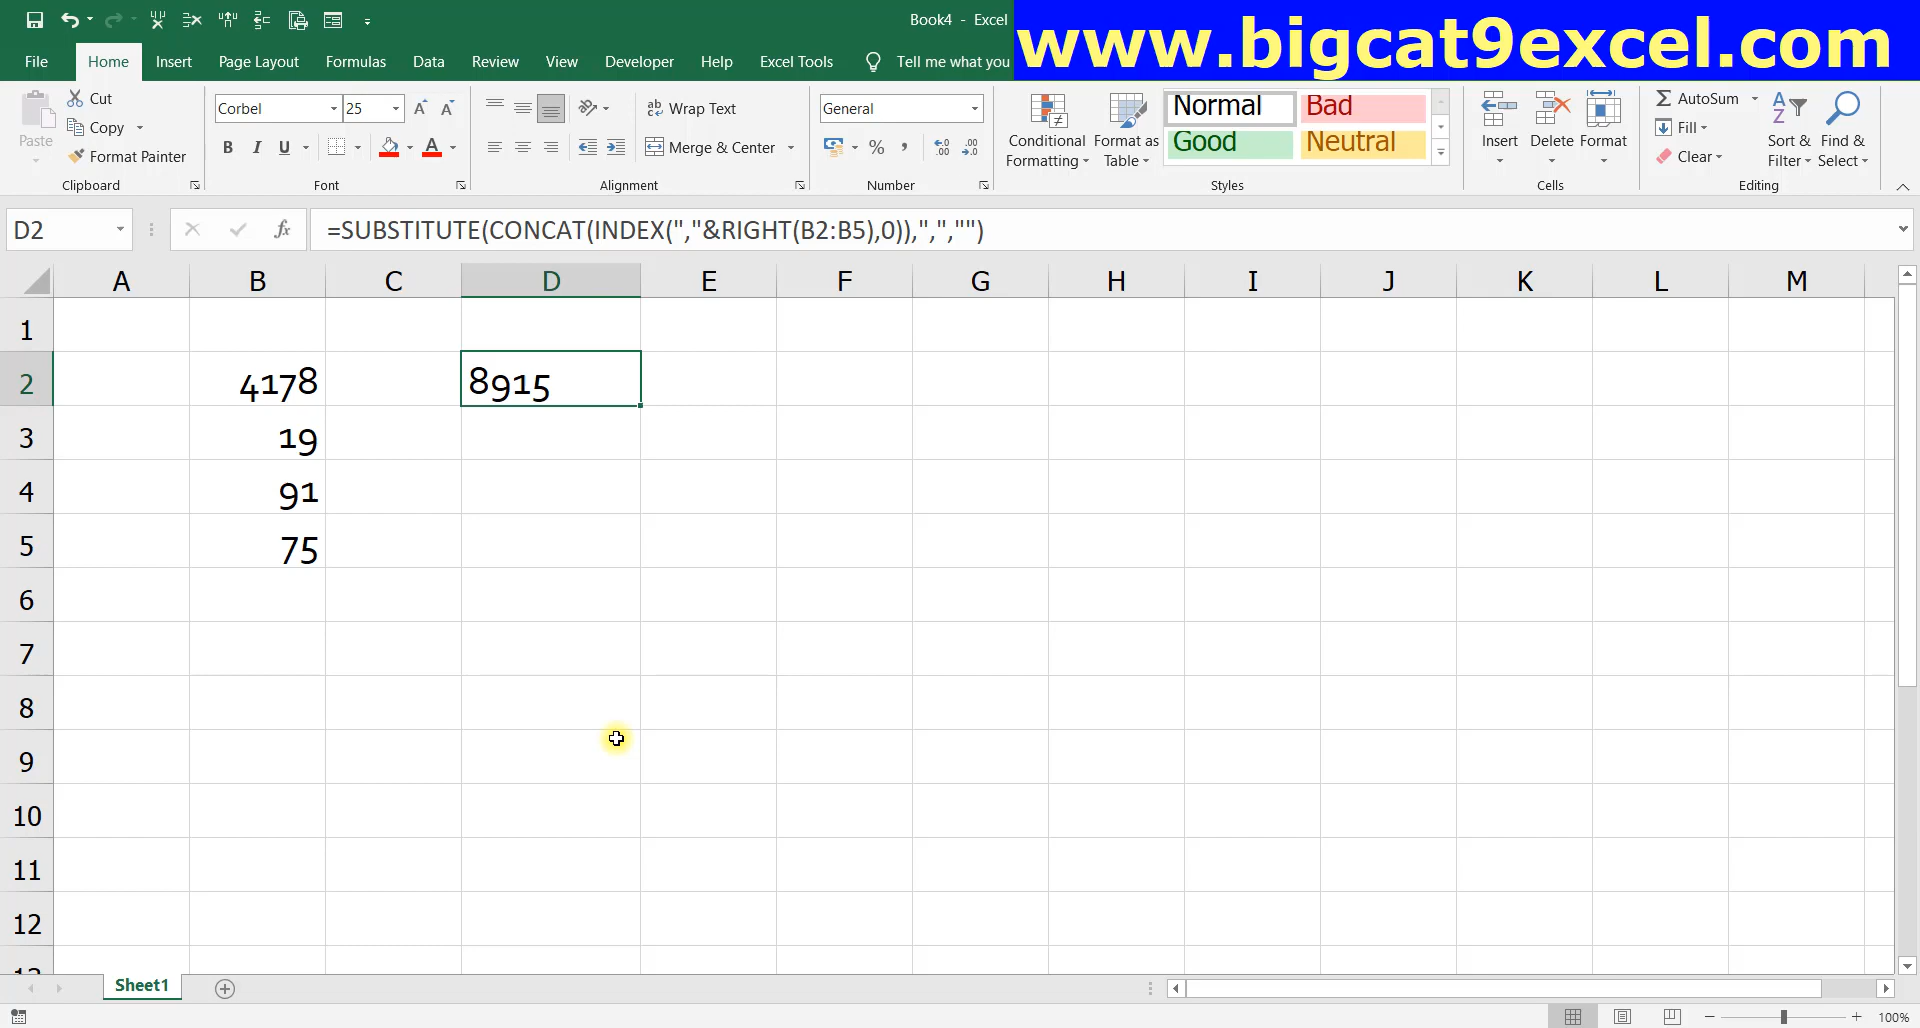 Book4 - Excel
www.bigcat9excel.com
File Home Insert Page Layout Formulas Data Review View Developer Help Excel Tools Tell me what you
Paste
Cut
Copy
Format Painter
Clipboard
Corbel 25
B I U A
Font
ab Wrap Text
Merge & Center
Alignment
General
% , .00
Number
Conditional Formatting
Format as Table
Normal Bad
Good Neutral
Styles
Insert Delete Format
Cells
AutoSum
Fill
Clear
Sort & Filter
Find & Select
Editing
D2 fx =SUBSTITUTE(CONCAT(INDEX(","&RIGHT(B2:B5),0)),",","")
A B C D E F G H I J K L M
1
2 4178 8915
3 19
4 91
5 75
6
7
8
9
10
11
12
13
Sheet1
100%